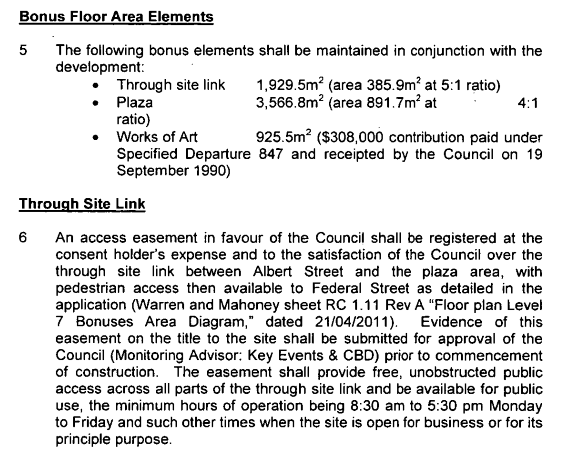 Bonus Floor Area Elements
5 The following bonus elements shall be maintained in conjunction with the
development:
• Through site link 1,929.5m² (area 385.9m² at 5:1 ratio)
• Plaza 3,566.8m² (area 891.7m² at 4:1
ratio)
• Works of Art 925.5m² ($308,000 contribution paid under
Specified Departure 847 and receipted by the Council on 19
September 1990)
Through Site Link
6 An access easement in favour of the Council shall be registered at the
consent holder's expense and to the satisfaction of the Council over the
through site link between Albert Street and the plaza area, with
pedestrian access then available to Federal Street as detailed in the
application (Warren and Mahoney sheet RC 1.11 Rev A "Floor plan Level
7 Bonuses Area Diagram," dated 21/04/2011). Evidence of this
easement on the title to the site shall be submitted for approval of the
Council (Monitoring Advisor: Key Events & CBD) prior to commencement
of construction. The easement shall provide free, unobstructed public
access across all parts of the through site link and be available for public
use, the minimum hours of operation being 8:30 am to 5:30 pm Monday
to Friday and such other times when the site is open for business or for its
principle purpose.